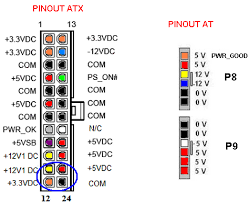 PINOUT ATX
PINOUT AT
1 13
+3.3VDC +3.3VDC
+3.3VDC -12VDC
COM COM
+5VDC PS_ON#
COM COM
+5VDC COM
COM COM
PWR_OK N/C
+5VSB +5VDC
+12V1 DC +5VDC
+12V1 DC +5VDC
+3.3VDC COM
12 24
5 V PWR_GOOD
5 V
12 V P8
12 V
0 V
0 V
0 V
0 V
5 V P9
5 V
5 V
5 V